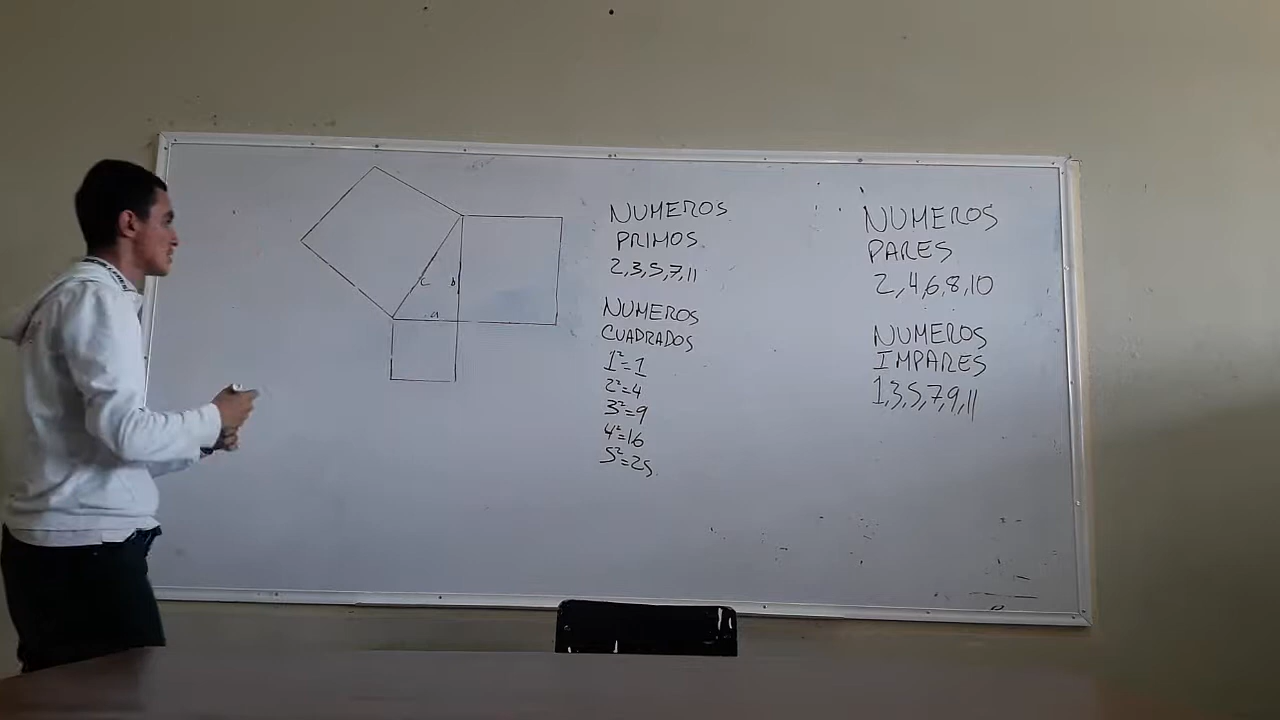 c
b
a
NUMEROS
PRIMOS
2,3,5,7,11
NUMEROS
CUADRADOS
1²=1
2²=4
3²=9
4²=16
5²=25
NUMEROS
PARES
2,4,6,8,10
NUMEROS
IMPARES
1,3,5,7,9,11